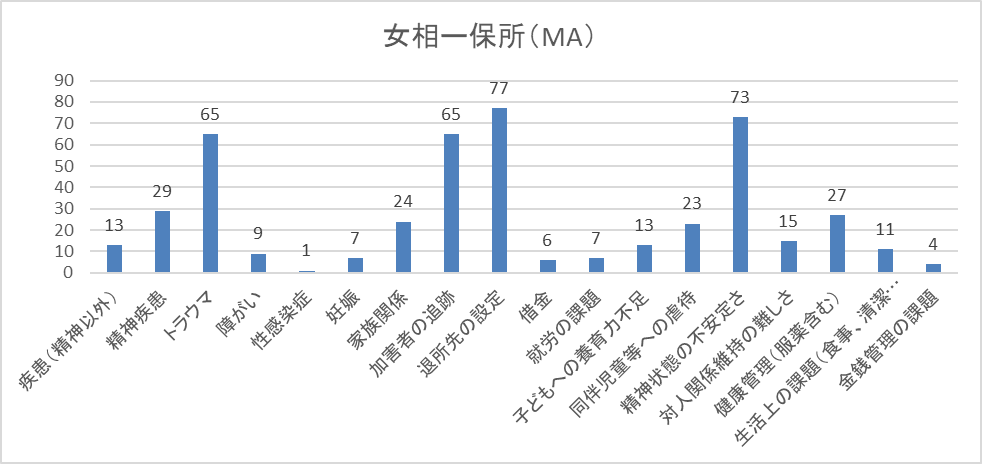 女相一保所（MA）
90
80
70
60
50
40
30
20
10
0
13
29
65
9
1
7
24
65
77
6
7
13
23
73
15
27
11
4
疾患（精神以外）
精神疾患
トラウマ
障がい
性感染症
妊娠
家族関係
加害者の追跡
退所先の設定
借金
就労の課題
子どもへの養育力不足
同伴児童等への虐待
精神状態の不安定さ
対人関係維持の難しさ
健康管理（服薬含む）
生活上の課題（食事、清潔…
金銭管理の課題